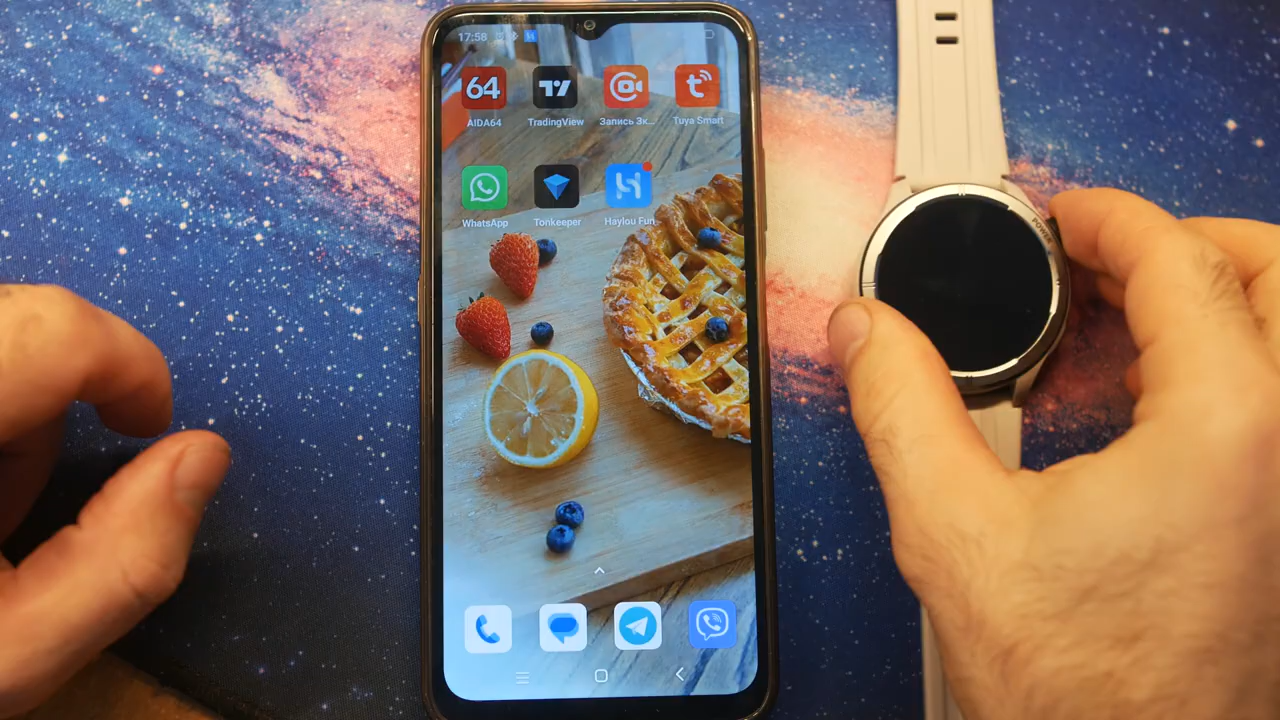 17:58
64
AIDA64
TradingView
Запись Эк...
Tuya Smart
WhatsApp
Tonkeeper
Haylou Fun
POWER